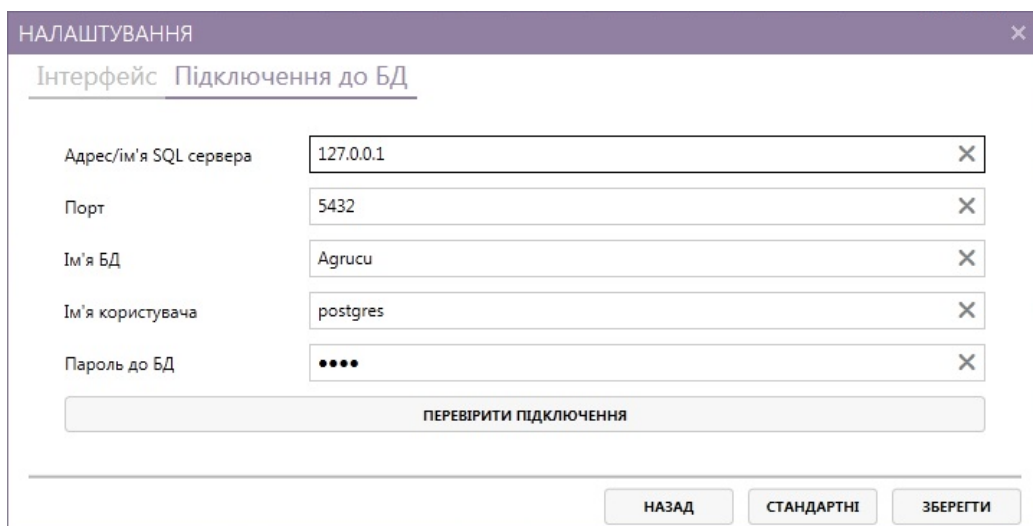 НАЛАШТУВАННЯ
Інтерфейс Підключення до БД
Адрес/ім'я SQL сервера 127.0.0.1
Порт 5432
Ім'я БД Agrucu
Ім'я користувача postgres
Пароль до БД ••••
ПЕРЕВІРИТИ ПІДКЛЮЧЕННЯ
НАЗАД СТАНДАРТНІ ЗБЕРЕГТИ